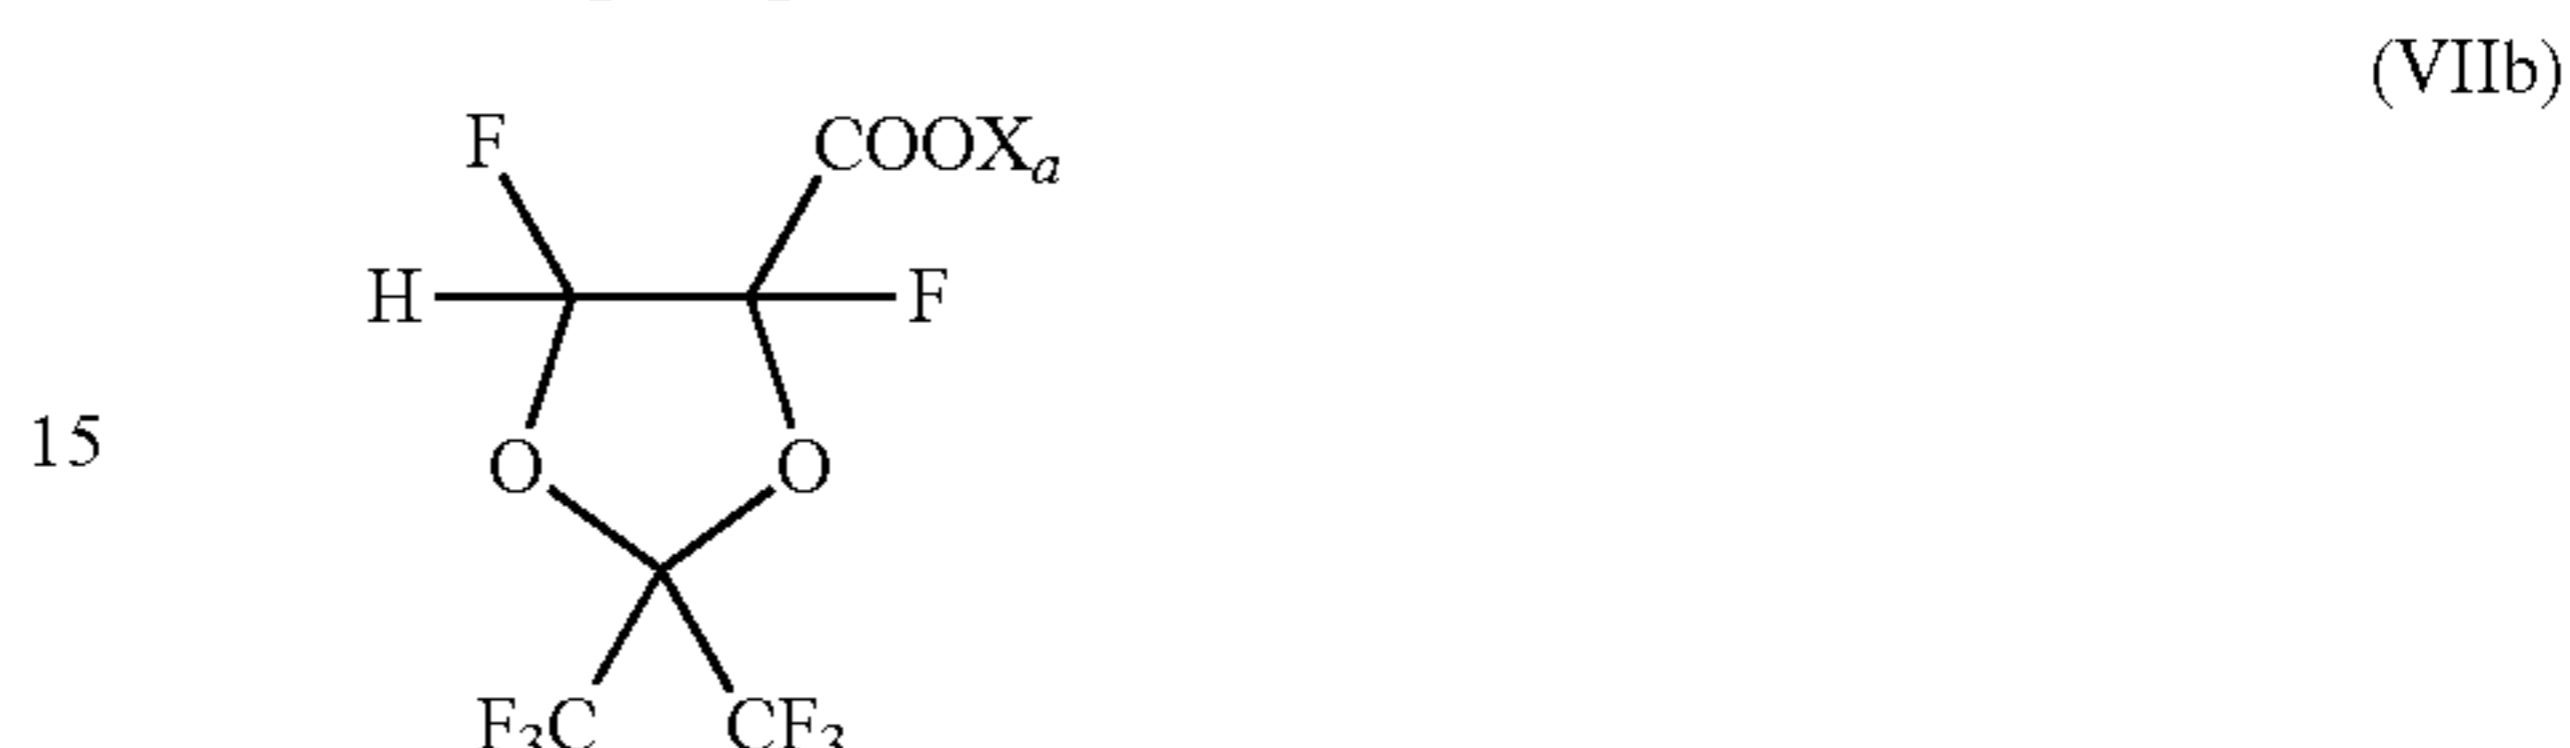 (VIIb)
F COOXₐ
H F
15
O O
F₃C CF₃